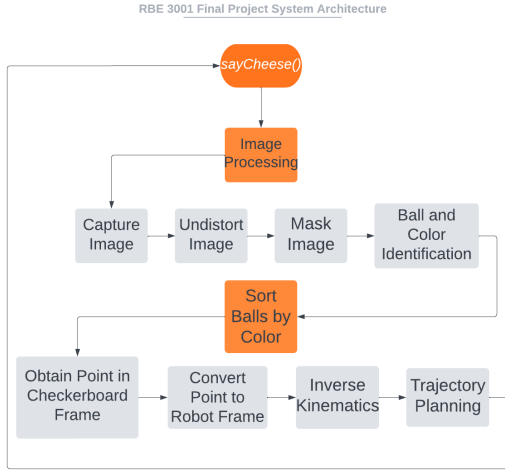 RBE 3001 Final Project System Architecture
sayCheese()
Image
Processing
Capture
Image
Undistort
Image
Mask
Image
Ball and
Color
Identification
Sort
Balls by
Color
Obtain Point in
Checkerboard
Frame
Convert
Point to
Robot Frame
Inverse
Kinematics
Trajectory
Planning